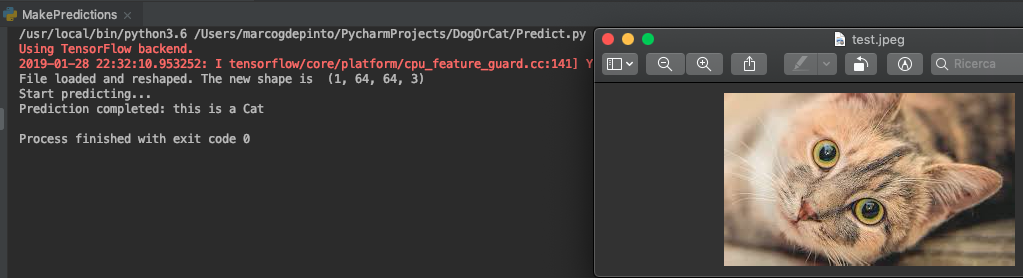 MakePredictions
/usr/local/bin/python3.6 /Users/marcogdepinto/PycharmProjects/DogOrCat/Predict.py
Using TensorFlow backend.
2019-01-28 22:32:10.953252: I tensorflow/core/platform/cpu_feature_guard.cc:141] Y
File loaded and reshaped. The new shape is  (1, 64, 64, 3)
Start predicting...
Prediction completed: this is a Cat
Process finished with exit code 0
test.jpeg
Ricerca